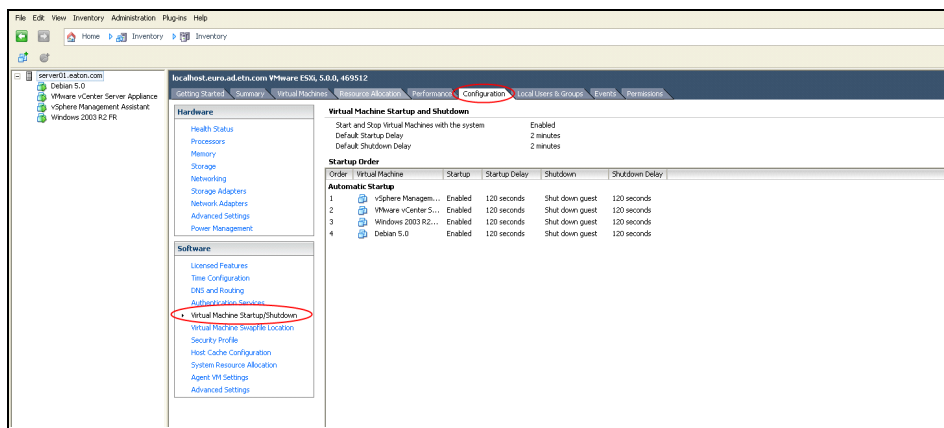 File Edit View Inventory Administration Plug-ins Help
Home Inventory Inventory
server01.eaton.com
Debian 5.0
VMware vCenter Server Appliance
vSphere Management Assistant
Windows 2003 R2 FR
localhost.euro.ad.etn.com VMware ESXi, 5.0.0, 469512
Getting Started Summary Virtual Machines Resource Allocation Performance Configuration Local Users & Groups Events Permissions
Hardware
Health Status
Processors
Memory
Storage
Networking
Storage Adapters
Network Adapters
Advanced Settings
Power Management
Software
Licensed Features
Time Configuration
DNS and Routing
Authentication Services
Virtual Machine Startup/Shutdown
Virtual Machine Swapfile Location
Security Profile
Host Cache Configuration
System Resource Allocation
Agent VM Settings
Advanced Settings
Virtual Machine Startup and Shutdown
Start and Stop Virtual Machines with the system Enabled
Default Startup Delay 2 minutes
Default Shutdown Delay 2 minutes
Startup Order
Order Virtual Machine Startup Startup Delay Shutdown Shutdown Delay
Automatic Startup
1 vSphere Managem... Enabled 120 seconds Shut down guest 120 seconds
2 VMware vCenter S... Enabled 120 seconds Shut down guest 120 seconds
3 Windows 2003 R2... Enabled 120 seconds Shut down guest 120 seconds
4 Debian 5.0 Enabled 120 seconds Shut down guest 120 seconds